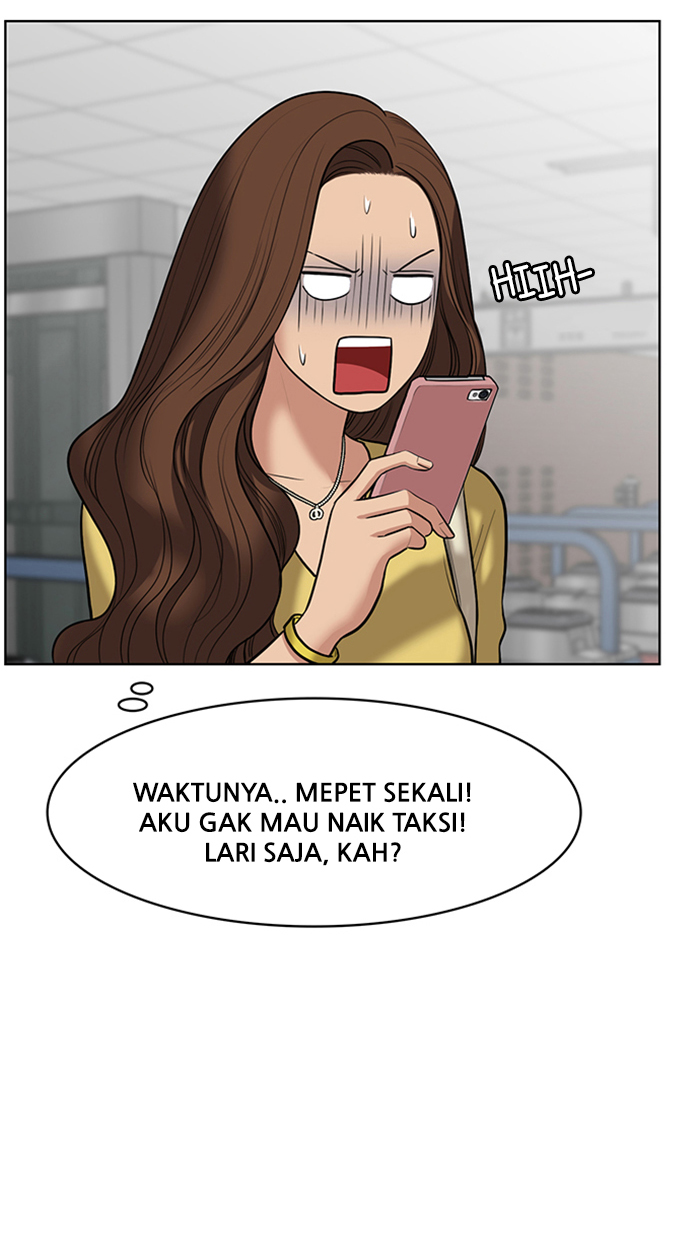 HIIH-
WAKTUNYA.. MEPET SEKALI!
AKU GAK MAU NAIK TAKSI!
LARI SAJA, KAH?